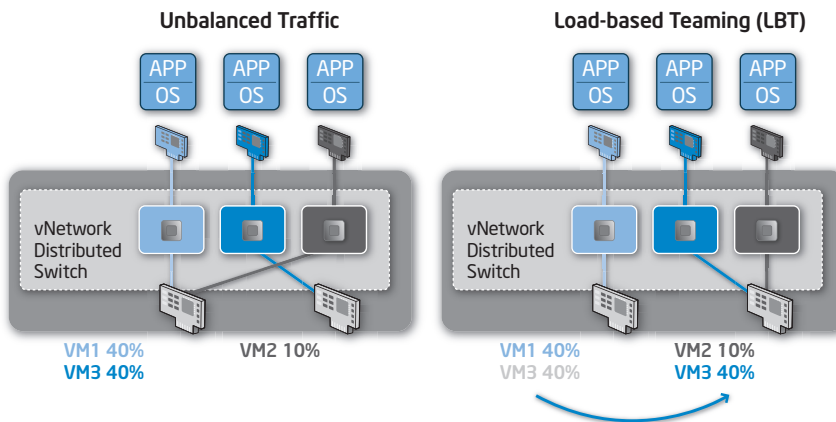 Unbalanced Traffic
APP
OS
APP
OS
APP
OS
vNetwork
Distributed
Switch
VM1 40%
VM3 40%
VM2 10%
Load-based Teaming (LBT)
APP
OS
APP
OS
APP
OS
vNetwork
Distributed
Switch
VM1 40%
VM3 40%
VM2 10%
VM3 40%